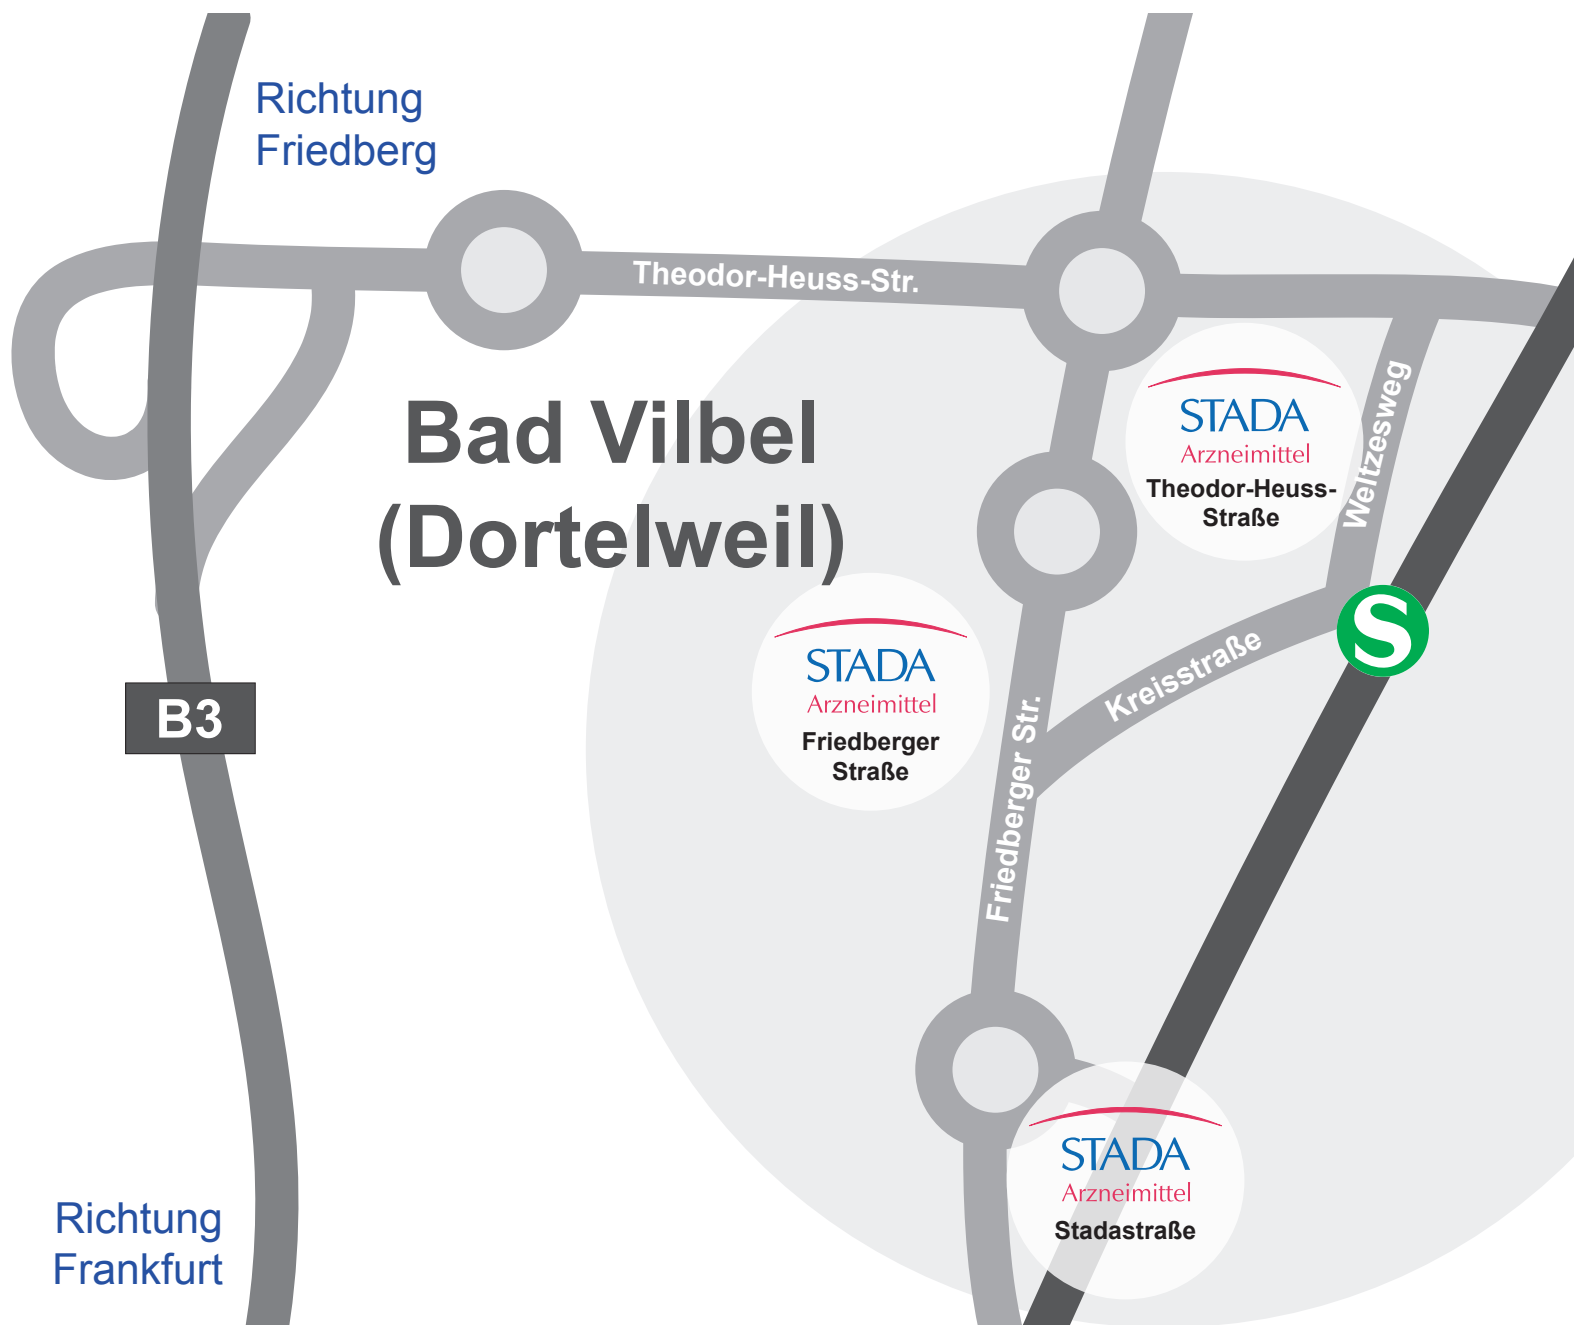 Richtung
Friedberg
Theodor-Heuss-Str.
Bad Vilbel
(Dortelweil)
STADA
Arzneimittel
Theodor-Heuss-
Straße
Weltzesweg
S
Kreisstraße
STADA
Arzneimittel
Friedberger
Straße
Friedberger Str.
B3
STADA
Arzneimittel
Stadastraße
Richtung
Frankfurt